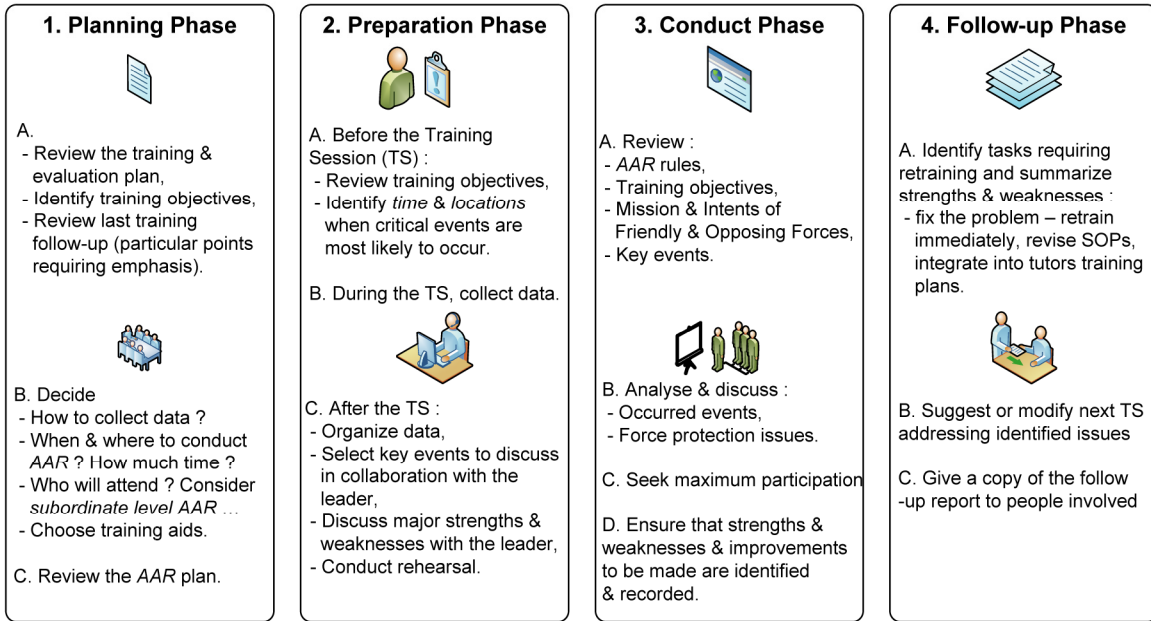 1. Planning Phase
A.
- Review the training &
evaluation plan,
- Identify training objectives,
- Review last training
follow-up (particular points
requiring emphasis).
B. Decide
- How to collect data ?
- When & where to conduct
AAR ? How much time ?
- Who will attend ? Consider
subordinate level AAR ...
- Choose training aids.
C. Review the AAR plan.
2. Preparation Phase
A. Before the Training
Session (TS) :
- Review training objectives,
- Identify time & locations
when critical events are
most likely to occur.
B. During the TS, collect data.
C. After the TS :
- Organize data,
- Select key events to discuss
in collaboration with the
leader,
- Discuss major strengths &
weaknesses with the leader,
- Conduct rehearsal.
3. Conduct Phase
A. Review :
- AAR rules,
- Training objectives,
- Mission & Intents of
Friendly & Opposing Forces,
- Key events.
B. Analyse & discuss :
- Occurred events,
- Force protection issues.
C. Seek maximum participation
D. Ensure that strengths &
weaknesses & improvements
to be made are identified
& recorded.
4. Follow-up Phase
A. Identify tasks requiring
retraining and summarize
strengths & weaknesses :
- fix the problem – retrain
immediately, revise SOPs,
integrate into tutors training
plans.
B. Suggest or modify next TS
addressing identified issues
C. Give a copy of the follow
-up report to people involved